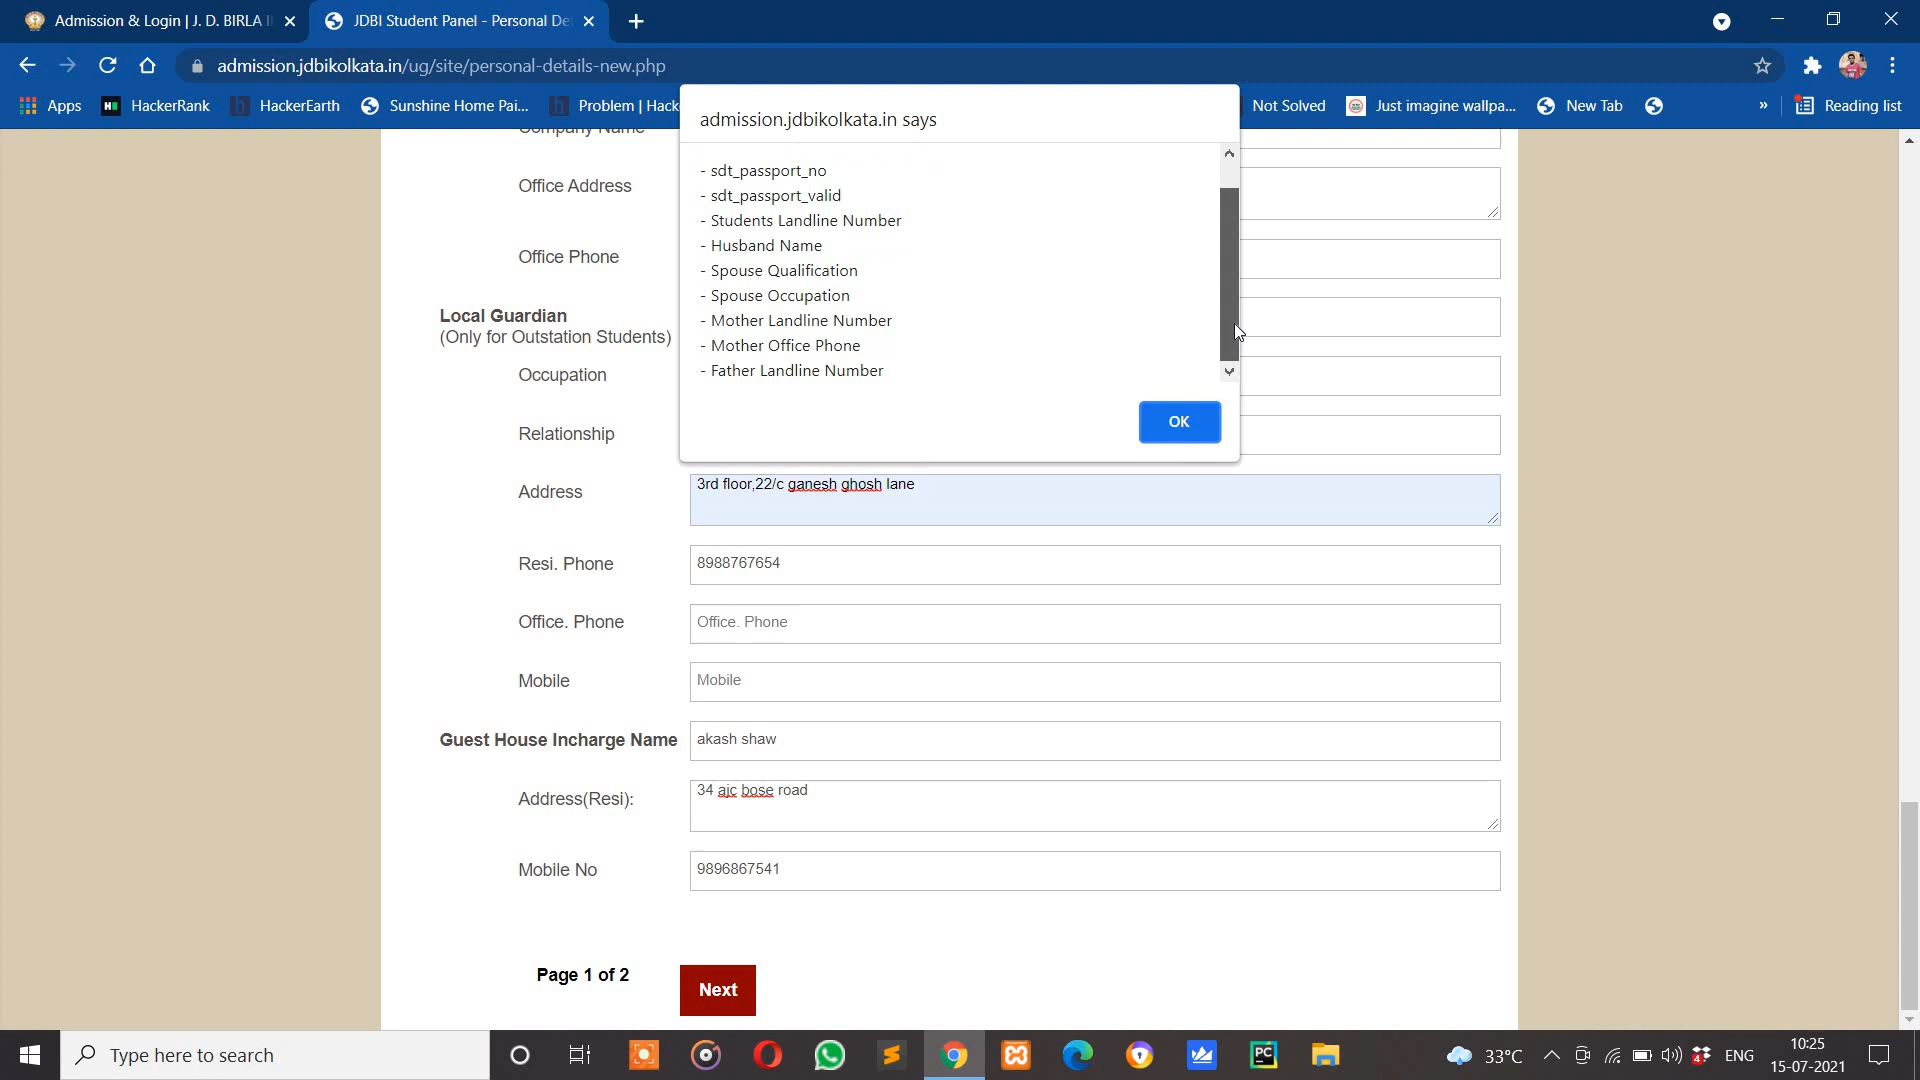 Admission & Login | J. D. BIRLA I
JDBI Student Panel - Personal De
admission.jdbikolkata.in/ug/site/personal-details-new.php
Apps
HackerRank
HackerEarth
Sunshine Home Pai...
Problem | Hack
Not Solved
Just imagine wallpa...
New Tab
»
Reading list
admission.jdbikolkata.in says
- sdt_passport_no
- sdt_passport_valid
- Students Landline Number
- Husband Name
- Spouse Qualification
- Spouse Occupation
- Mother Landline Number
- Mother Office Phone
- Father Landline Number
OK
Company Name
Office Address
Office Phone
Local Guardian
(Only for Outstation Students)
Occupation
Relationship
Address
3rd floor,22/c ganesh ghosh lane
Resi. Phone
8988767654
Office. Phone
Office. Phone
Mobile
Mobile
Guest House Incharge Name
akash shaw
Address(Resi):
34 ajc bose road
Mobile No
9896867541
Page 1 of 2
Next
Type here to search
PC
33°C
4
ENG
10:25
15-07-2021